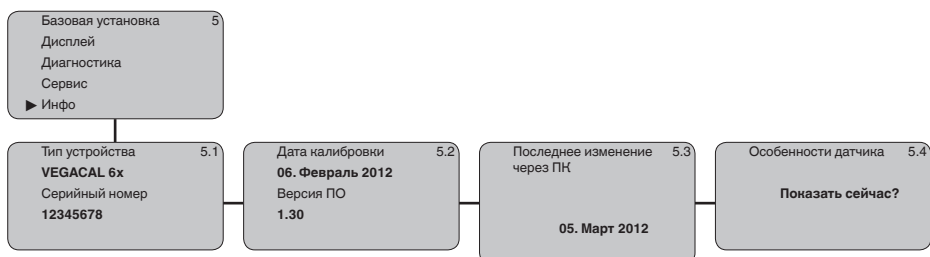 Базовая установка 5
Дисплей
Диагностика
Сервис
▶ Инфо
Тип устройства 5.1
VEGACAL 6x
Серийный номер
12345678
Дата калибровки 5.2
06. Февраль 2012
Версия ПО
1.30
Последнее изменение 5.3
через ПК
05. Март 2012
Особенности датчика 5.4
Показать сейчас?